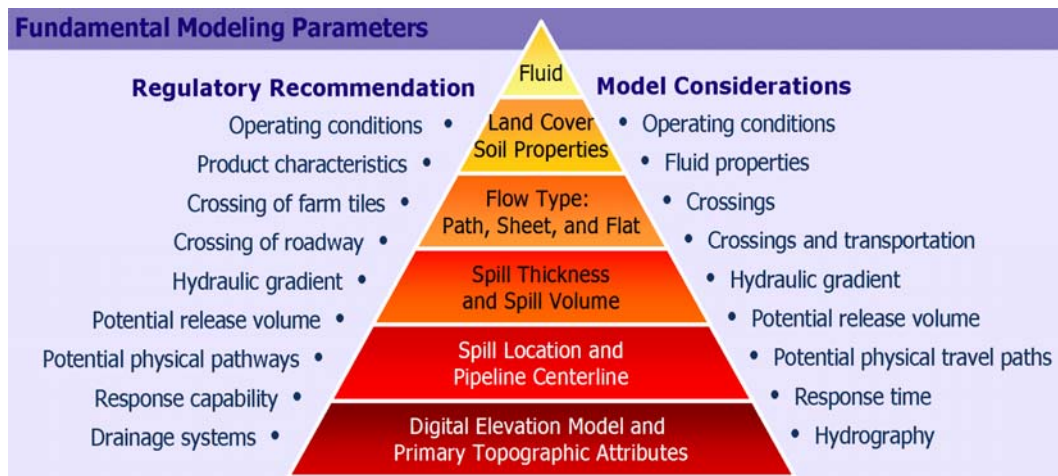 Fundamental Modeling Parameters
Regulatory Recommendation
• Operating conditions
• Product characteristics
• Crossing of farm tiles
• Crossing of roadway
• Hydraulic gradient
• Potential release volume
• Potential physical pathways
• Response capability
• Drainage systems
Fluid
Land Cover
Soil Properties
Flow Type:
Path, Sheet, and Flat
Spill Thickness
and Spill Volume
Spill Location and
Pipeline Centerline
Digital Elevation Model and
Primary Topographic Attributes
Model Considerations
• Operating conditions
• Fluid properties
• Crossings
• Crossings and transportation
• Hydraulic gradient
• Potential release volume
• Potential physical travel paths
• Response time
• Hydrography